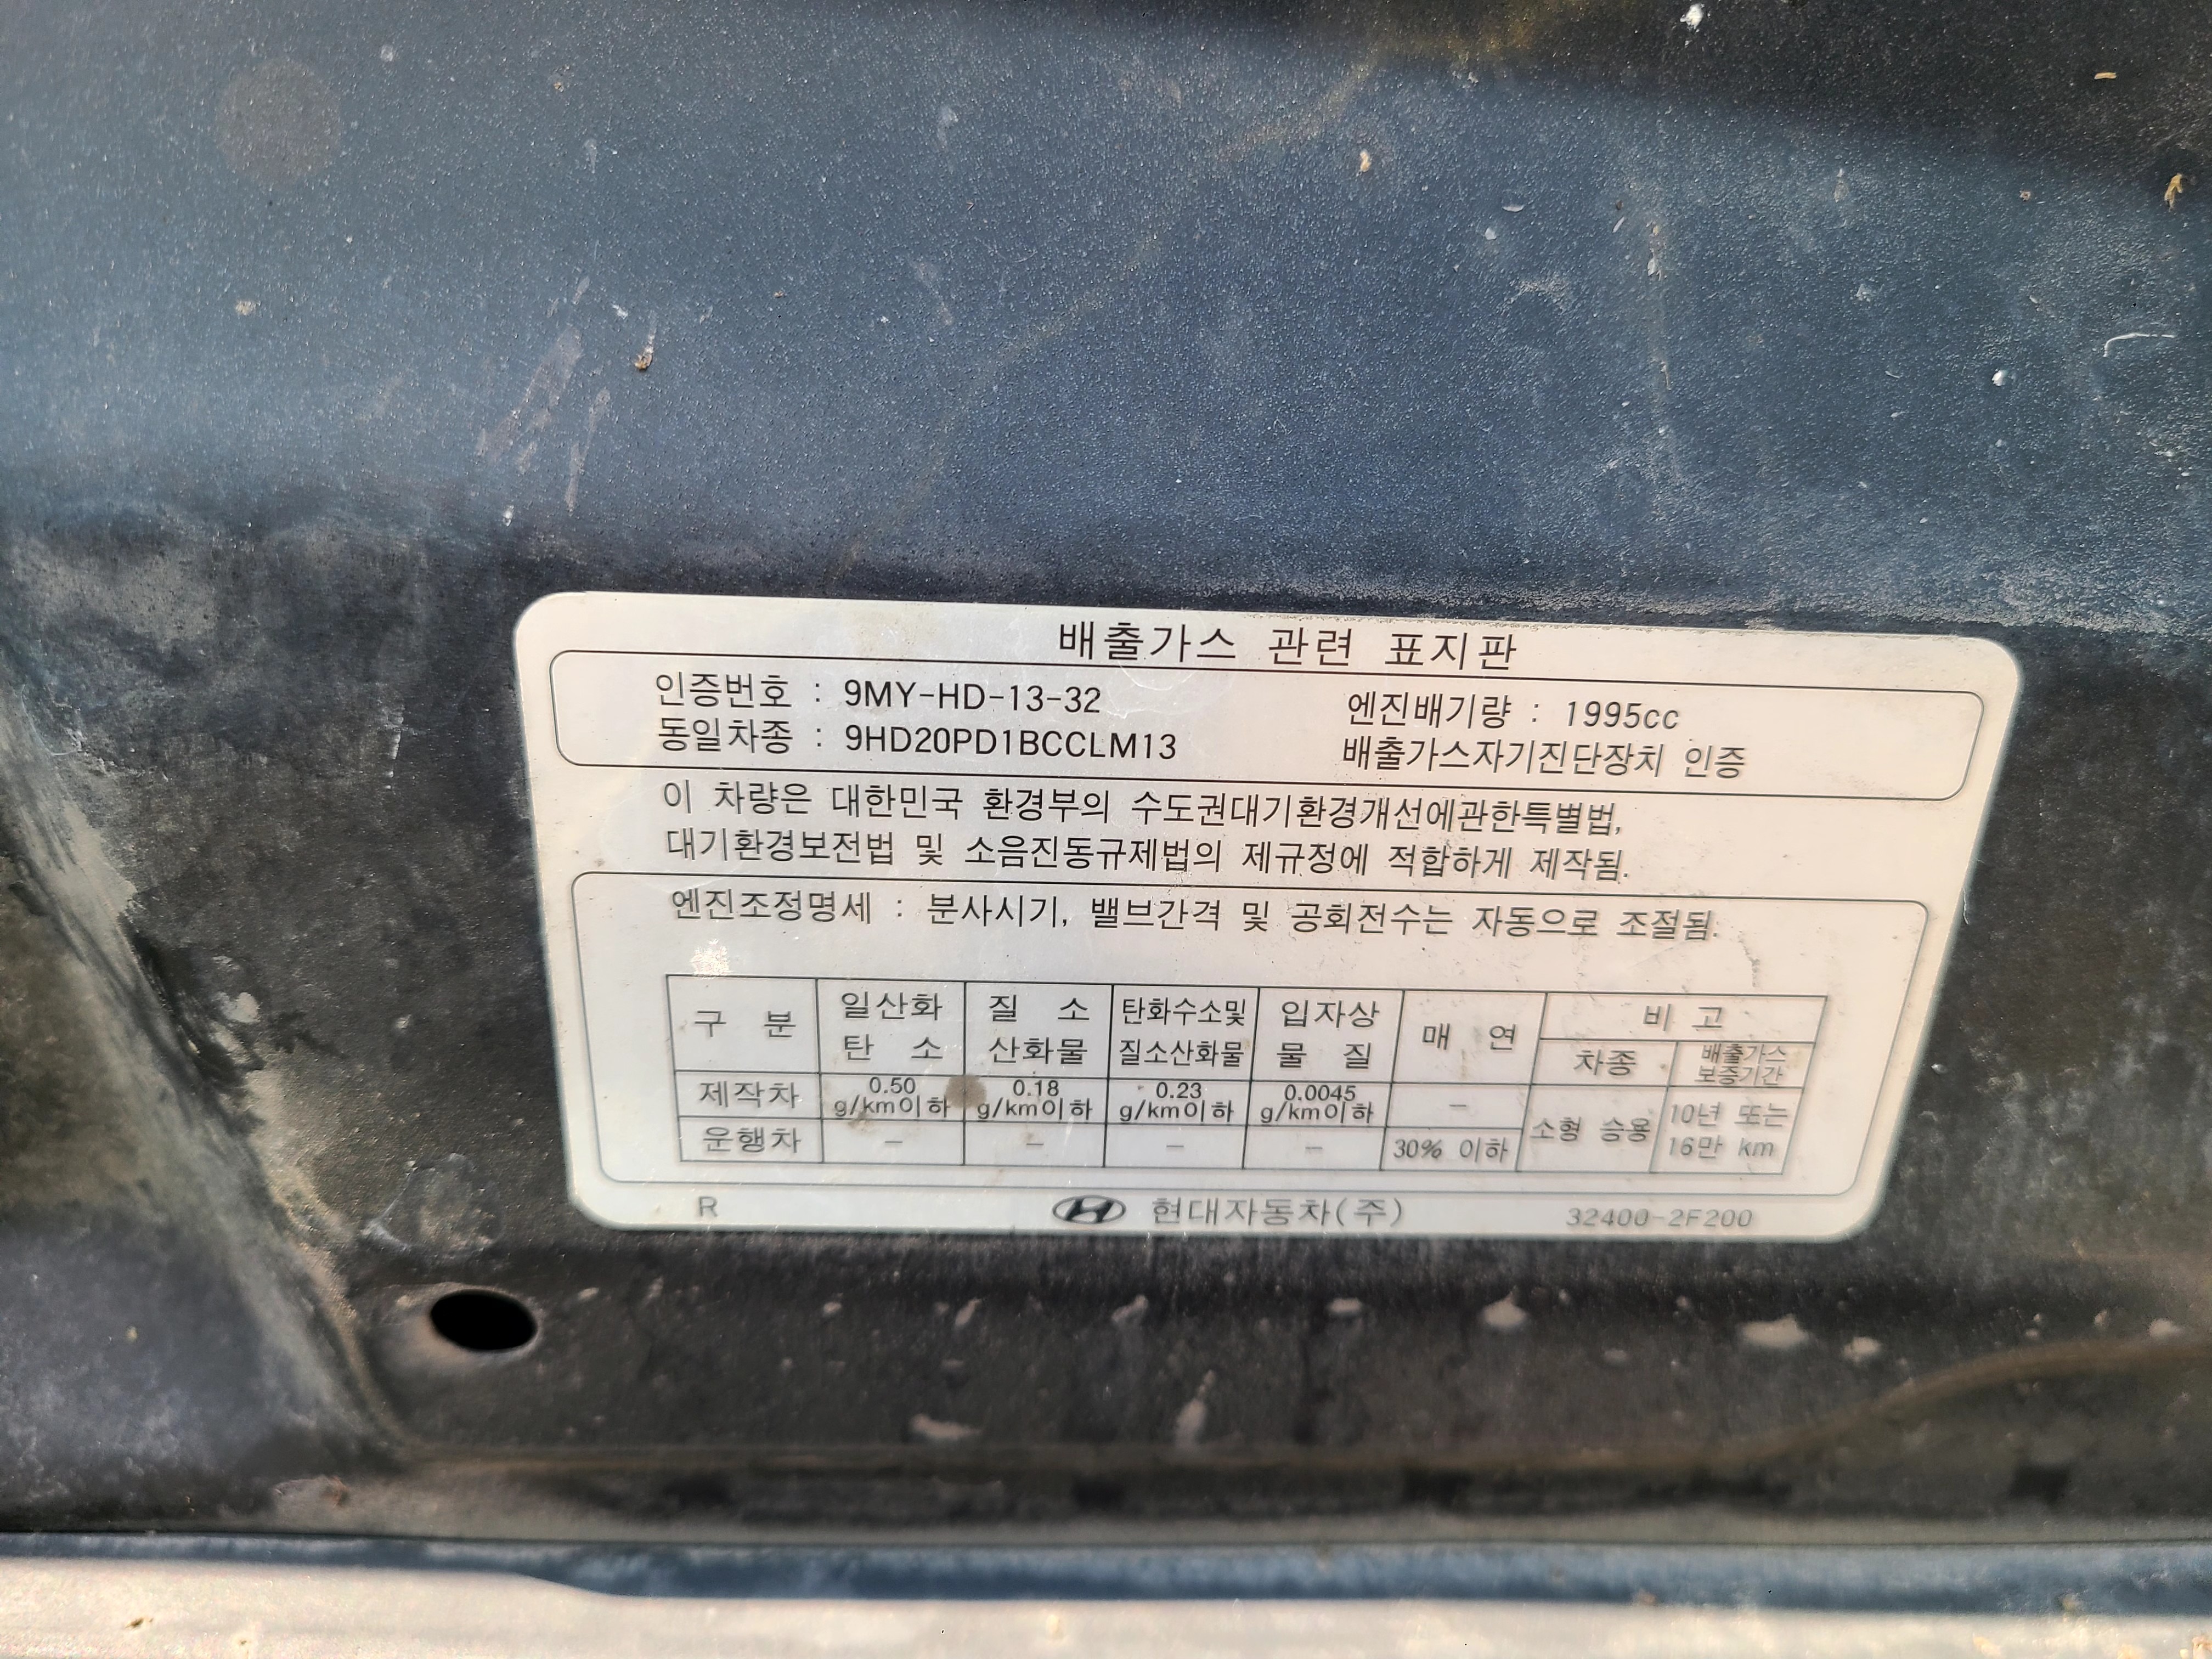 배출가스 관련 표지판
인증번호 : 9MY-HD-13-32
엔진배기량 : 1995cc
동일차종 : 9HD20PD1BCCLM13
배출가스자기진단장치 인증
이 차량은 대한민국 환경부의 수도권대기환경개선에관한특별법,
대기환경보전법 및 소음진동규제법의 제규정에 적합하게 제작됨.
엔진조정명세 : 분사시기, 밸브간격 및 공회전수는 자동으로 조절됨.
구 분
일산화
탄 소
질 소
산화물
탄화수소및
질소산화물
입자상
물 질
매 연
비 고
차종
배출가스
보증기간
제작차
0.50
g/km이하
0.18
g/km이하
0.23
g/km이하
0.0045
g/km이하
–
소형 승용
10년 또는
16만 km
운행차
–
–
–
–
30% 이하
R
현대자동차(주)
32400-2F200